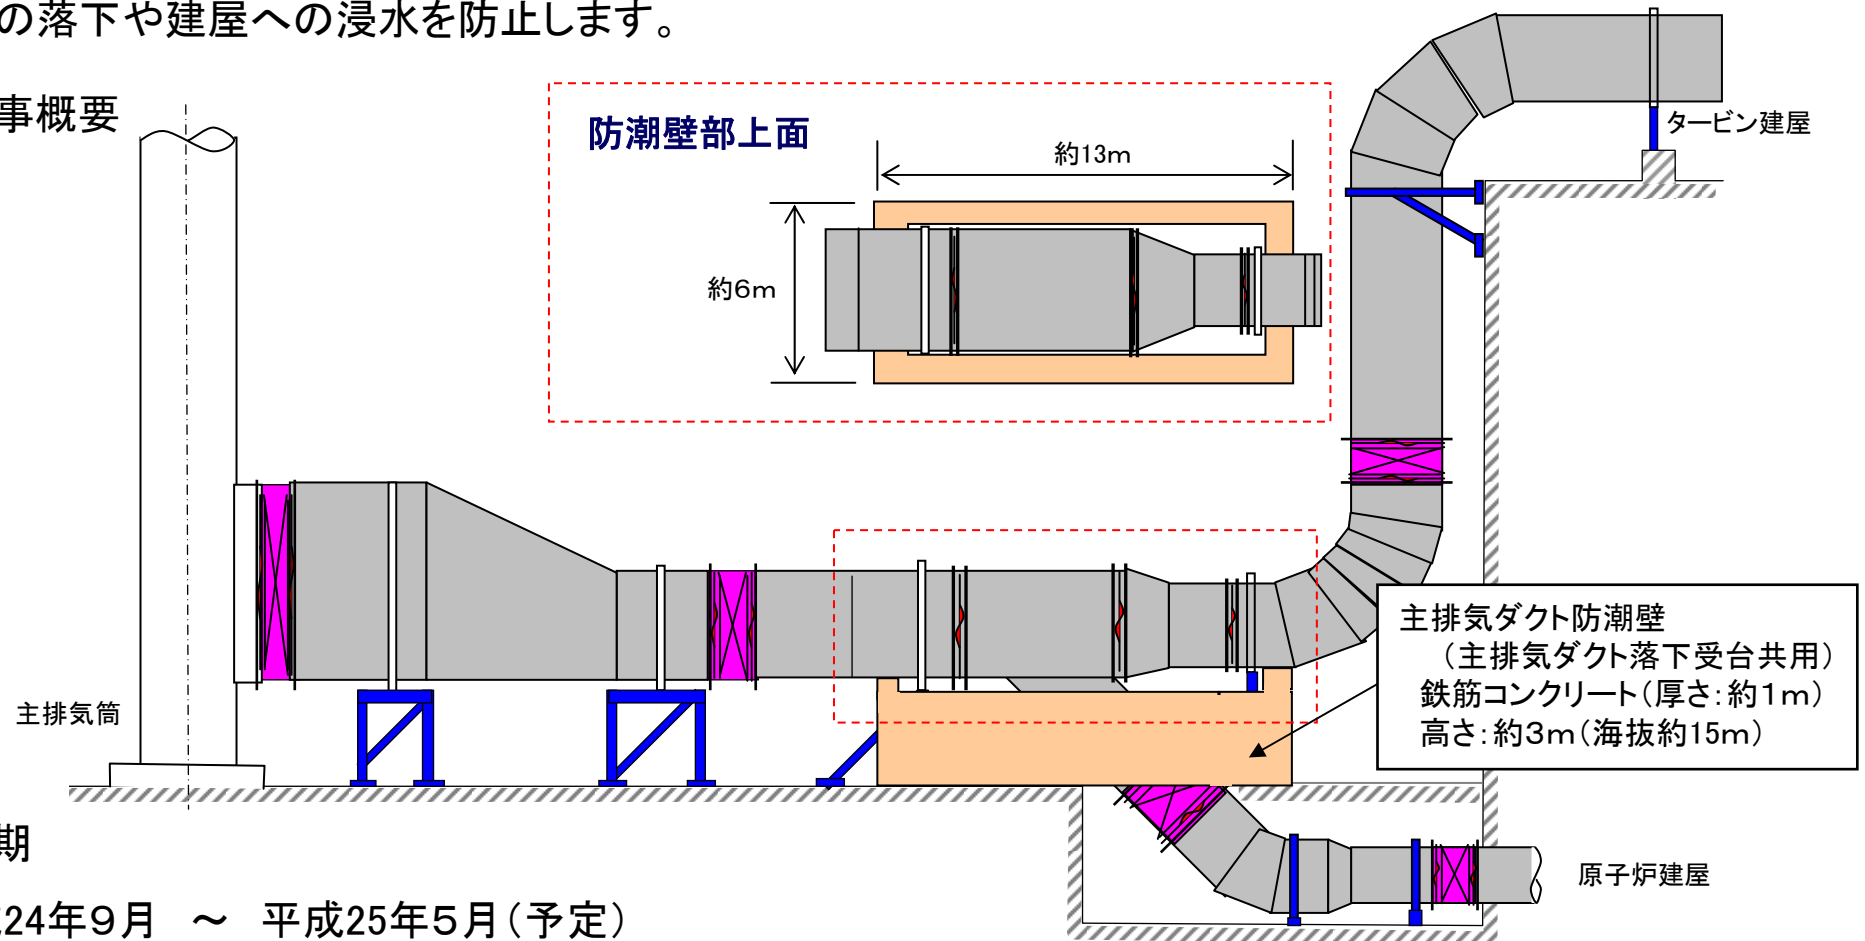 の落下や建屋への浸水を防止します。
事概要
防潮壁部上面
約13m
約6m
タービン建屋
主排気ダクト防潮壁
（主排気ダクト落下受台共用）
鉄筋コンクリート（厚さ：約１m）
高さ：約３m（海抜約15m）
主排気筒
原子炉建屋
期
24年９月　～　平成25年５月（予定）